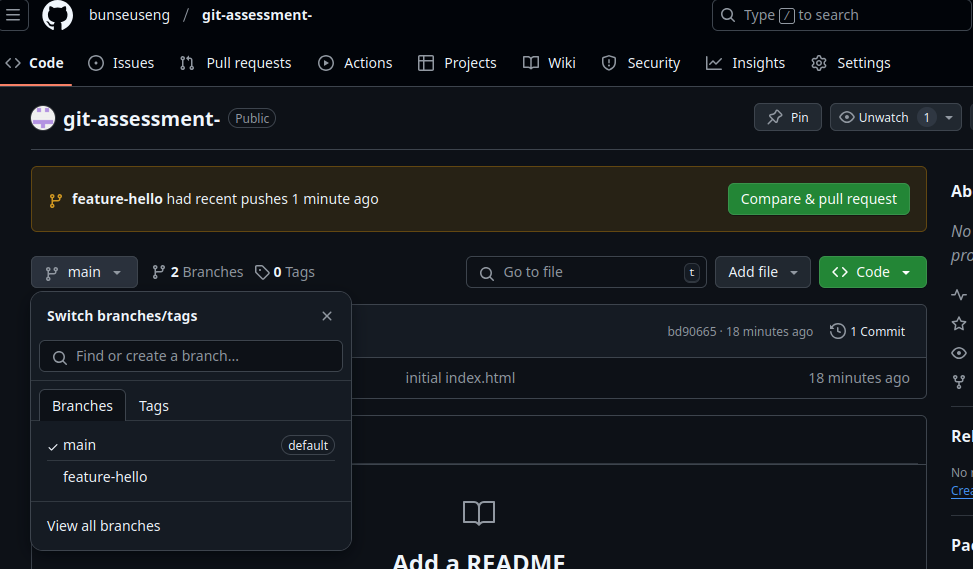 bunseuseng / git-assessment-
Type / to search
Code Issues Pull requests Actions Projects Wiki Security Insights Settings
git-assessment- Public
Pin Unwatch 1
feature-hello had recent pushes 1 minute ago Compare & pull request
main 2 Branches 0 Tags Go to file t Add file Code
Switch branches/tags
Find or create a branch...
Branches Tags
main default
feature-hello
View all branches
bd90665 · 18 minutes ago 1 Commit
initial index.html 18 minutes ago
Add a README
Ab
No
pro
Rel
No r
Crea
Pac